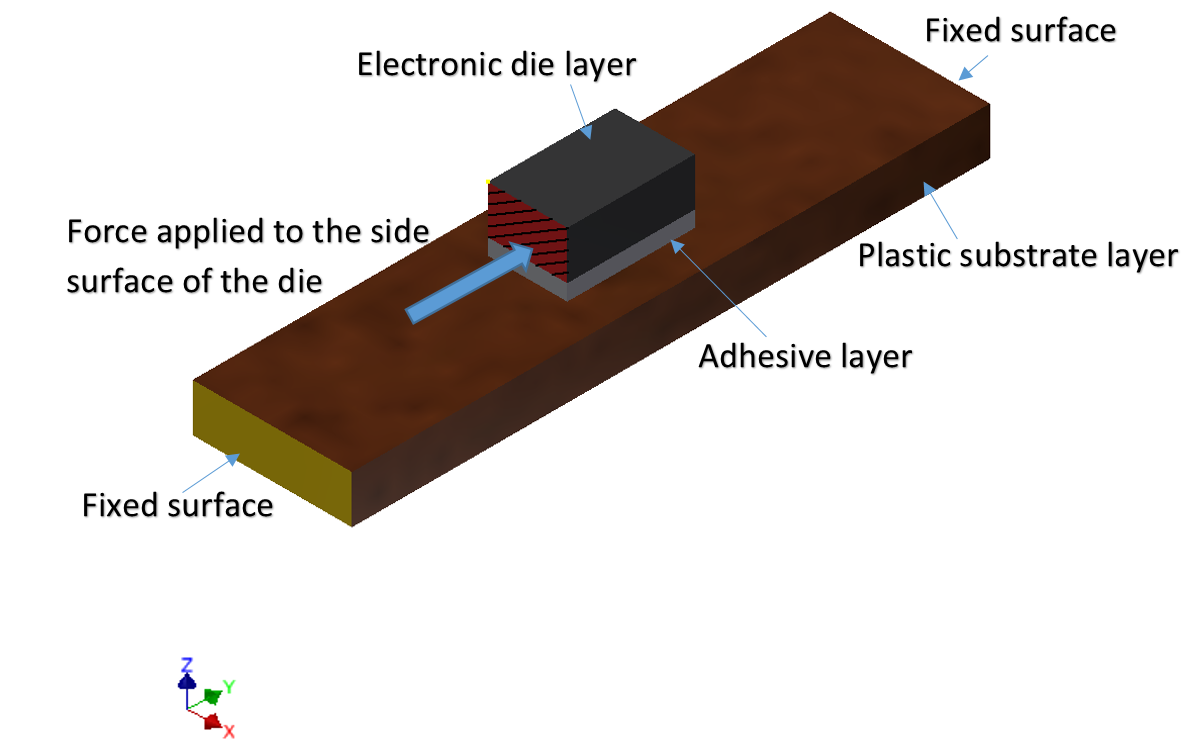 Fixed surface
Electronic die layer
Force applied to the side
surface of the die
Plastic substrate layer
Adhesive layer
Fixed surface
Z
Y
X